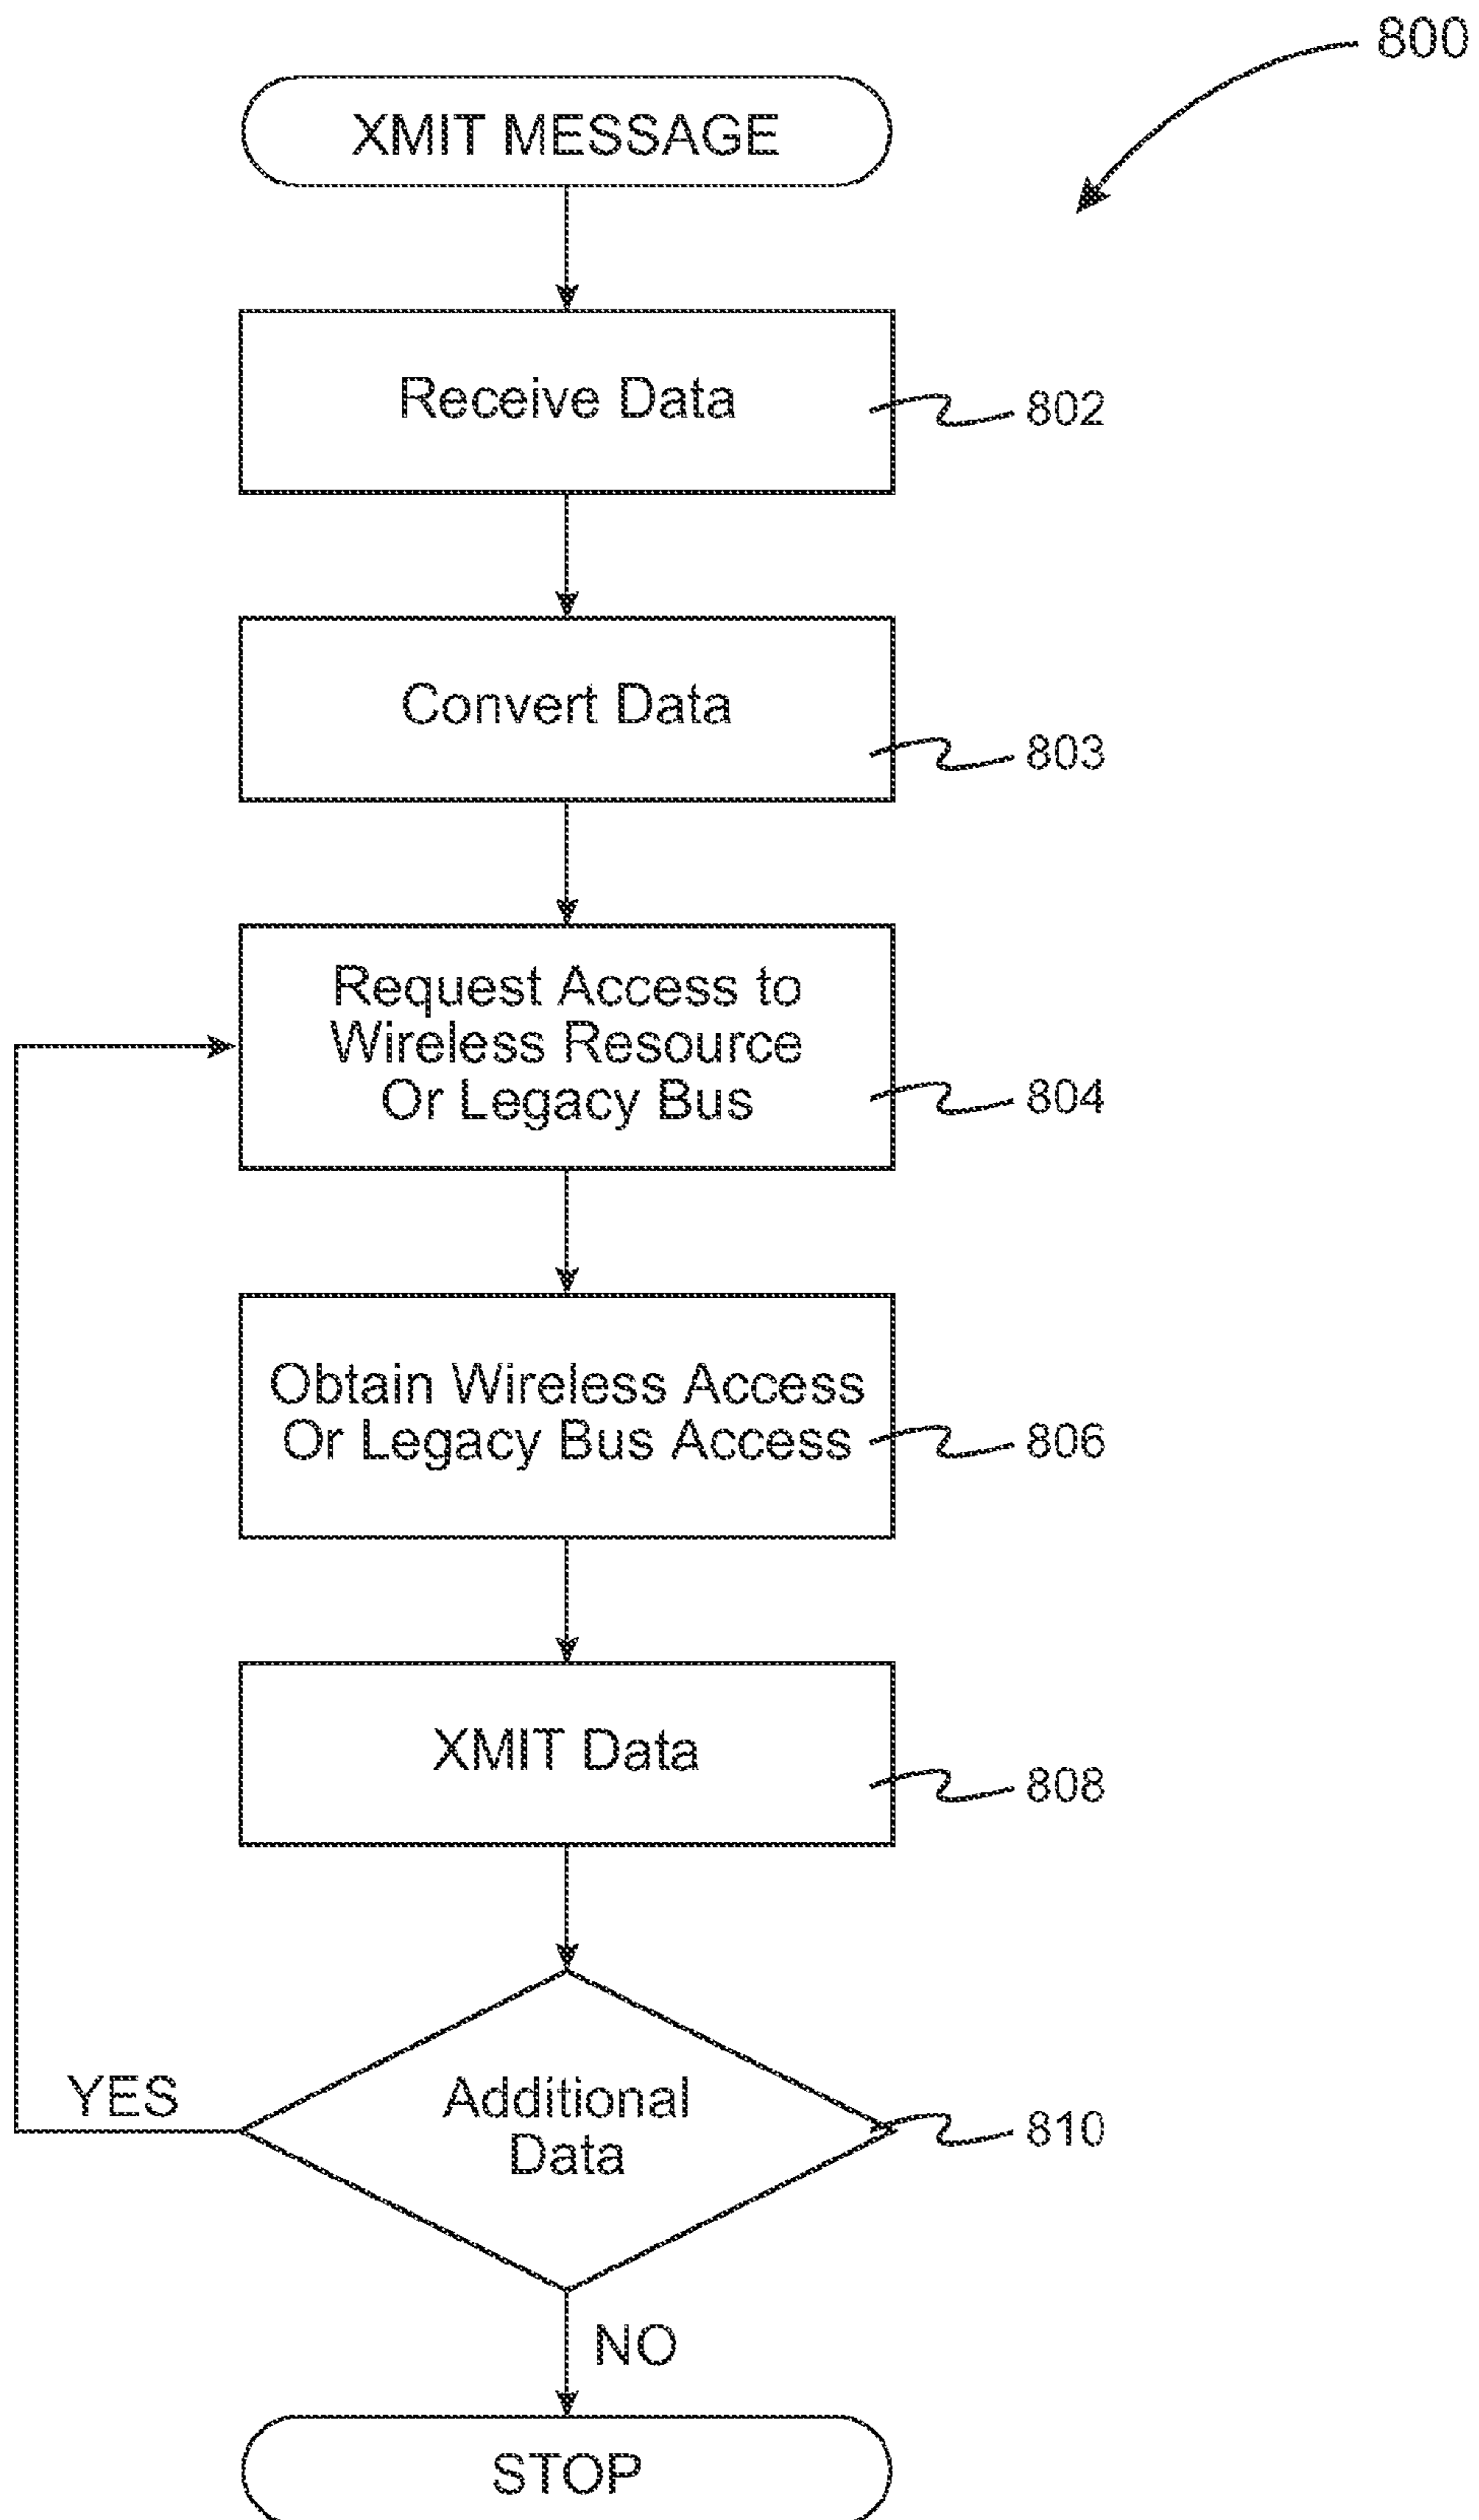 800
XMIT MESSAGE
Receive Data
802
Convert Data
803
Request Access to
Wireless Resource
Or Legacy Bus
804
Obtain Wireless Access
Or Legacy Bus Access
806
XMIT Data
808
YES
Additional
Data
810
NO
STOP